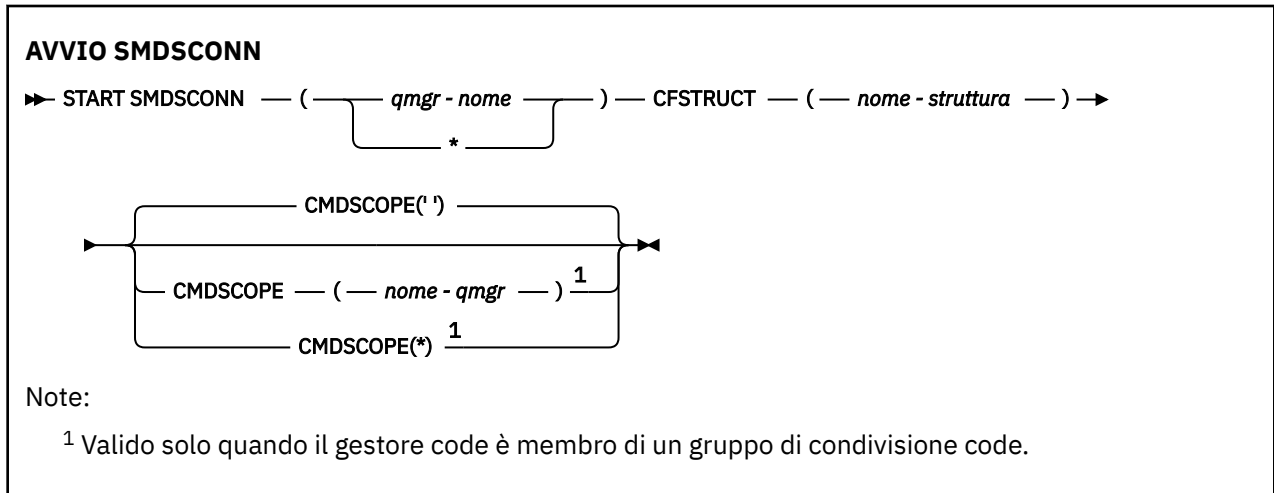 AVVIO SMDSCONN
START SMDSCONN ( qmgr - nome ) CFSTRUCT ( nome - struttura )
*
CMDSCOPE(' ')
CMDSCOPE ( nome - qmgr ) 1
CMDSCOPE(*) 1
Note:
1 Valido solo quando il gestore code è membro di un gruppo di condivisione code.